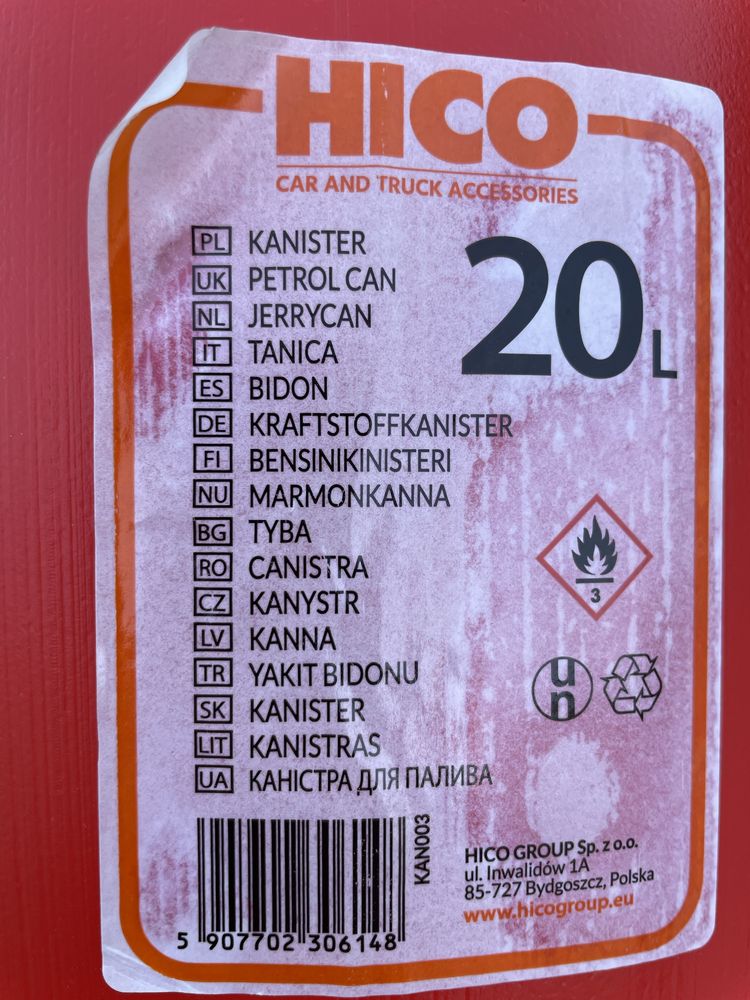 HICO
CAR AND TRUCK ACCESSORIES
20L
PL KANISTER
UK PETROL CAN
NL JERRYCAN
IT TANICA
ES BIDON
DE KRAFTSTOFFKANISTER
FI BENSINIKINISTERI
NU MARMONKANNA
BG ТУВА
RO CANISTRA
CZ KANYSTR
LV KANNA
TR YAKIT BIDONU
SK KANISTER
LIT KANISTRAS
UA КАНІСТРА ДЛЯ ПАЛИВА
3
un
KAN003
5 907702 306148
HICO GROUP Sp. z o.o.
ul. Inwalidów 1A
85-727 Bydgoszcz, Polska
www.hicogroup.eu